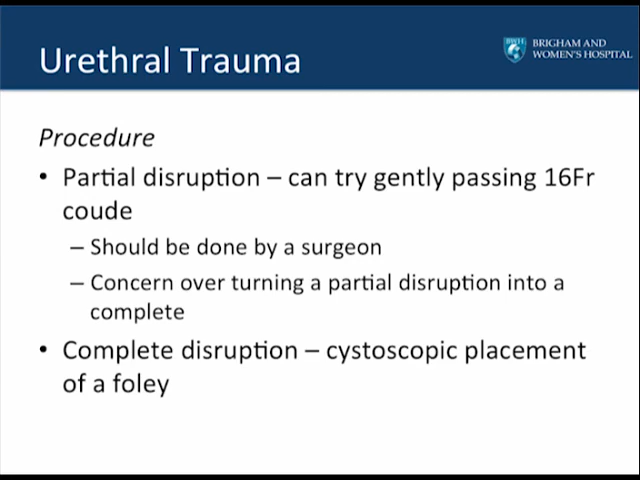 Urethral Trauma
BWH
BRIGHAM AND
WOMEN'S HOSPITAL
Procedure
• Partial disruption – can try gently passing 16Fr
coude
– Should be done by a surgeon
– Concern over turning a partial disruption into a
complete
• Complete disruption – cystoscopic placement
of a foley